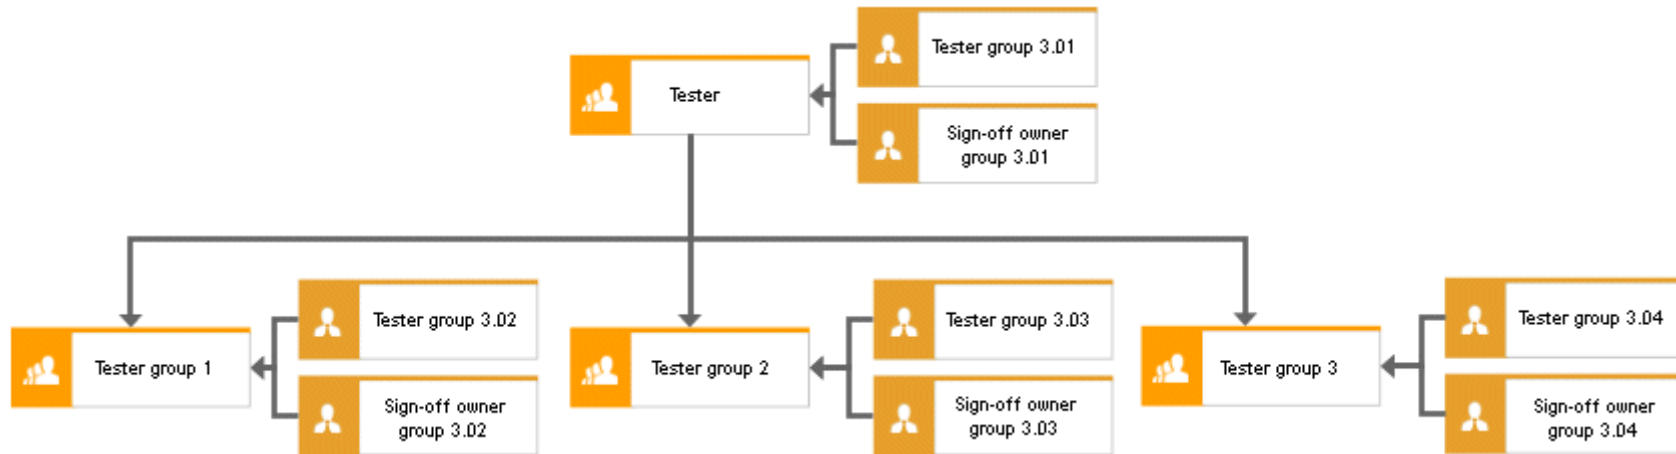 Tester group 3.01
Tester
Sign-off owner
group 3.01
Tester group 3.02
Tester group 1
Sign-off owner
group 3.02
Tester group 3.03
Tester group 2
Sign-off owner
group 3.03
Tester group 3.04
Tester group 3
Sign-off owner
group 3.04